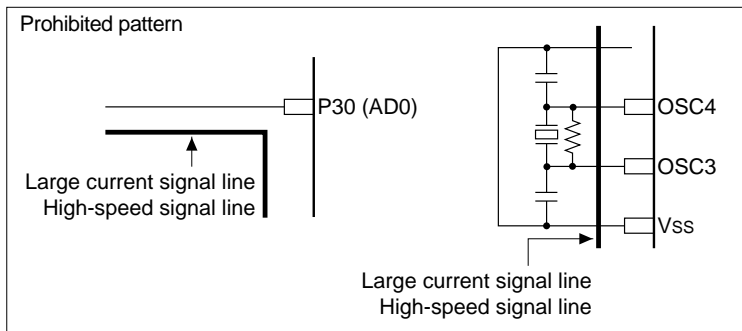 Prohibited pattern
P30 (AD0)
Large current signal line
High-speed signal line
OSC4
OSC3
VSS
Large current signal line
High-speed signal line